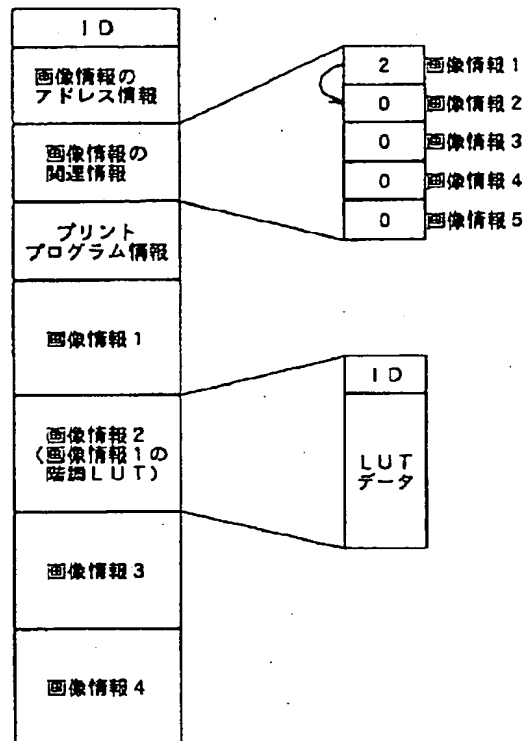 ID
画像情報の
アドレス情報
画像情報の
関連情報
プリント
プログラム情報
画像情報1
画像情報2
(画像情報1の
階調LUT)
画像情報3
画像情報4
2 画像情報1
0 画像情報2
0 画像情報3
0 画像情報4
0 画像情報5
ID
LUT
データ